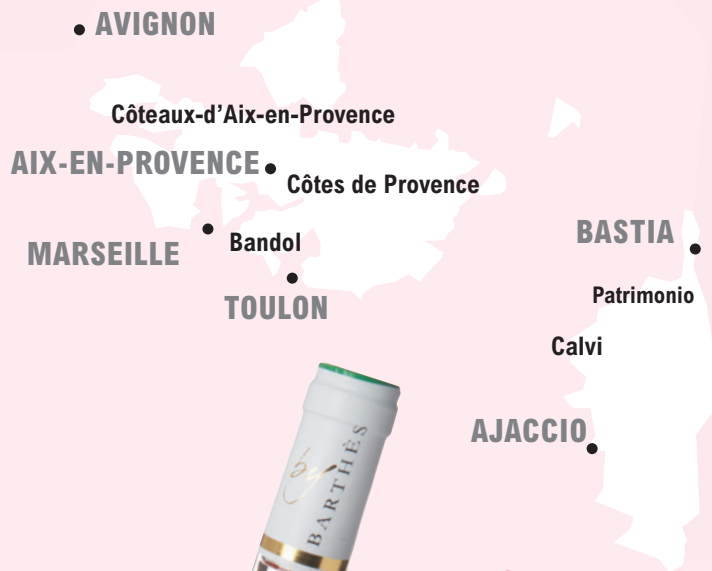 AVIGNON
Côteaux-d'Aix-en-Provence
AIX-EN-PROVENCE
Côtes de Provence
MARSEILLE
Bandol
TOULON
BASTIA
Patrimonio
Calvi
AJACCIO
by
BARTHÈS